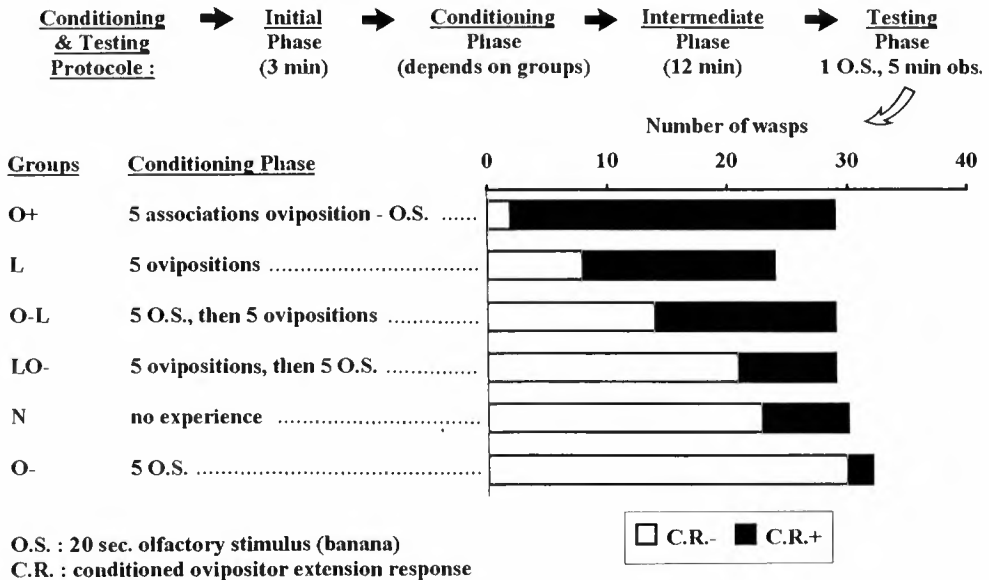 Conditioning Initial Conditioning Intermediate Testing
& Testing Phase Phase Phase Phase
Protocole : (3 min) (depends on groups) (12 min) 1 O.S., 5 min obs.
Number of wasps
Groups Conditioning Phase 0 10 20 30 40
O+ 5 associations oviposition - O.S. ......
L 5 ovipositions ..............................
O-L 5 O.S., then 5 ovipositions .............
LO- 5 ovipositions, then 5 O.S. .............
N no experience .............................
O- 5 O.S. .........................................
C.R.- C.R.+
O.S. : 20 sec. olfactory stimulus (banana)
C.R. : conditioned ovipositor extension response